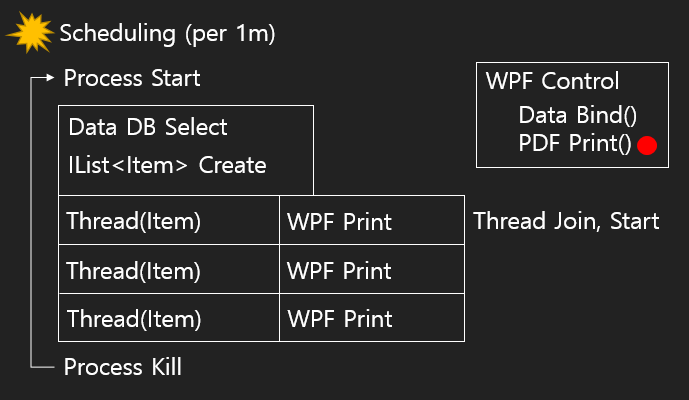 Scheduling (per 1m)
Process Start
Data DB Select
IList<Item> Create
Thread(Item) WPF Print
Thread(Item) WPF Print
Thread(Item) WPF Print
Process Kill
WPF Control
Data Bind()
PDF Print()
Thread Join, Start